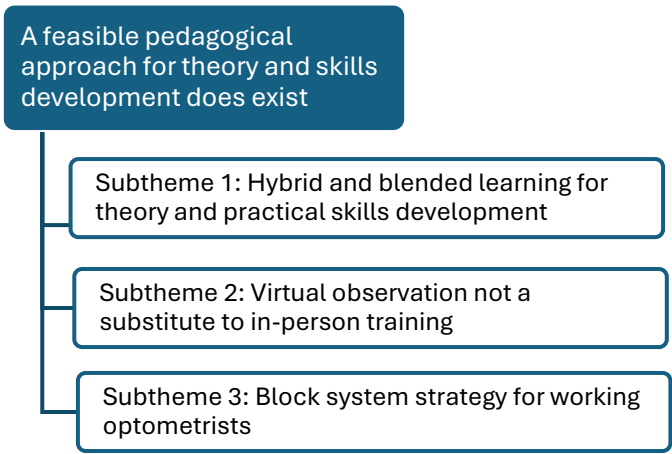 A feasible pedagogical
approach for theory and skills
development does exist
Subtheme 1: Hybrid and blended learning for
theory and practical skills development
Subtheme 2: Virtual observation not a
substitute to in-person training
Subtheme 3: Block system strategy for working
optometrists